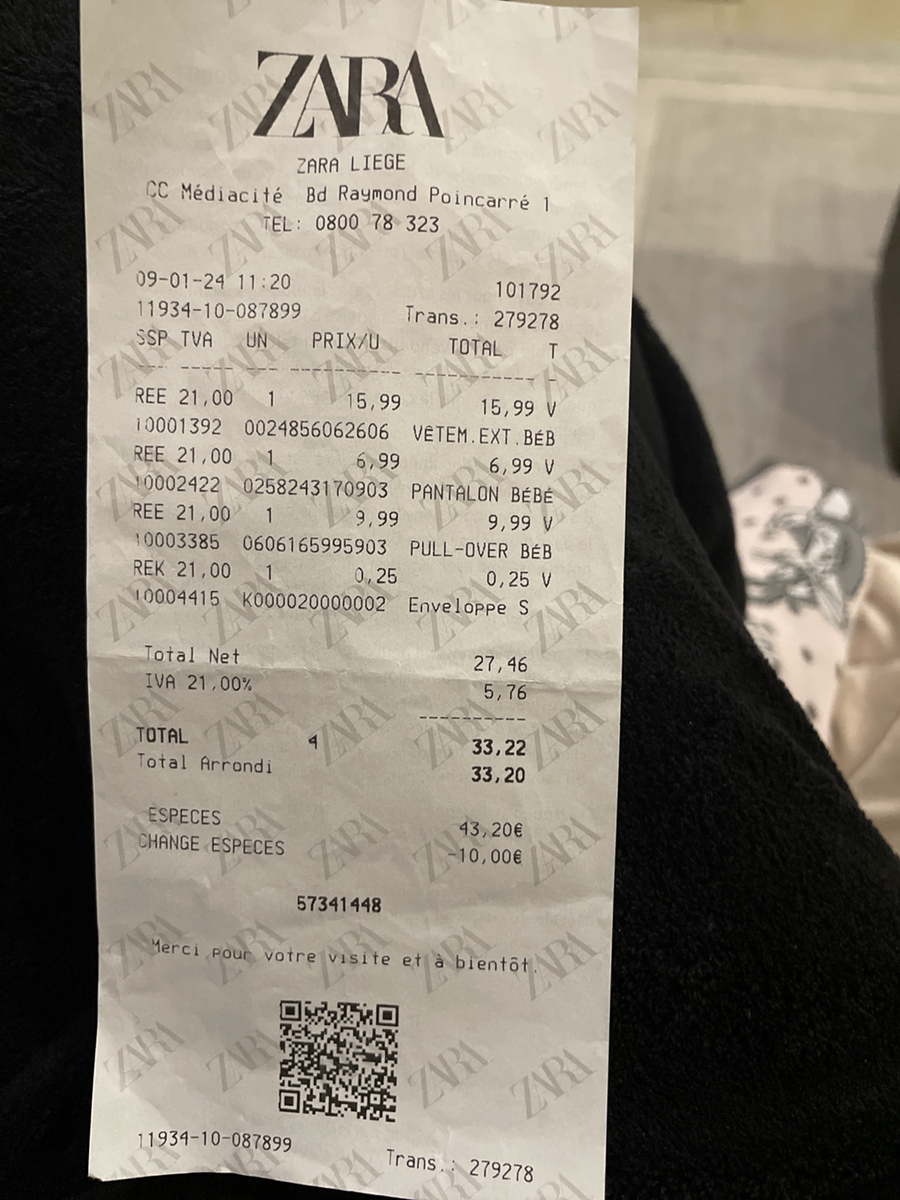 ZARA
ZARA LIEGE
CC Médiacité Bd Raymond Poincarré 1
TEL: 0800 78 323
09-01-24 11:20 101792
11934-10-087899 Trans.: 279278
SSP TVA UN PRIX/U TOTAL T
---- ----- --- ---------- ----------- -
REE 21,00 1 15,99 15,99 V
10001392 0024856062606 VÊTEM.EXT.BÉB
REE 21,00 1 6,99 6,99 V
10002422 0258243170903 PANTALON BÉBÉ
REE 21,00 1 9,99 9,99 V
10003385 0606165995903 PULL-OVER BÉB
REK 21,00 1 0,25 0,25 V
10004415 K000020000002 Enveloppe S
Total Net 27,46
IVA 21,00% 5,76
----------
TOTAL 4 33,22
Total Arrondi 33,20
ESPECES 43,20€
CHANGE ESPECES -10,00€
57341448
Merci pour votre visite et à bientôt.
11934-10-087899
Trans.: 279278